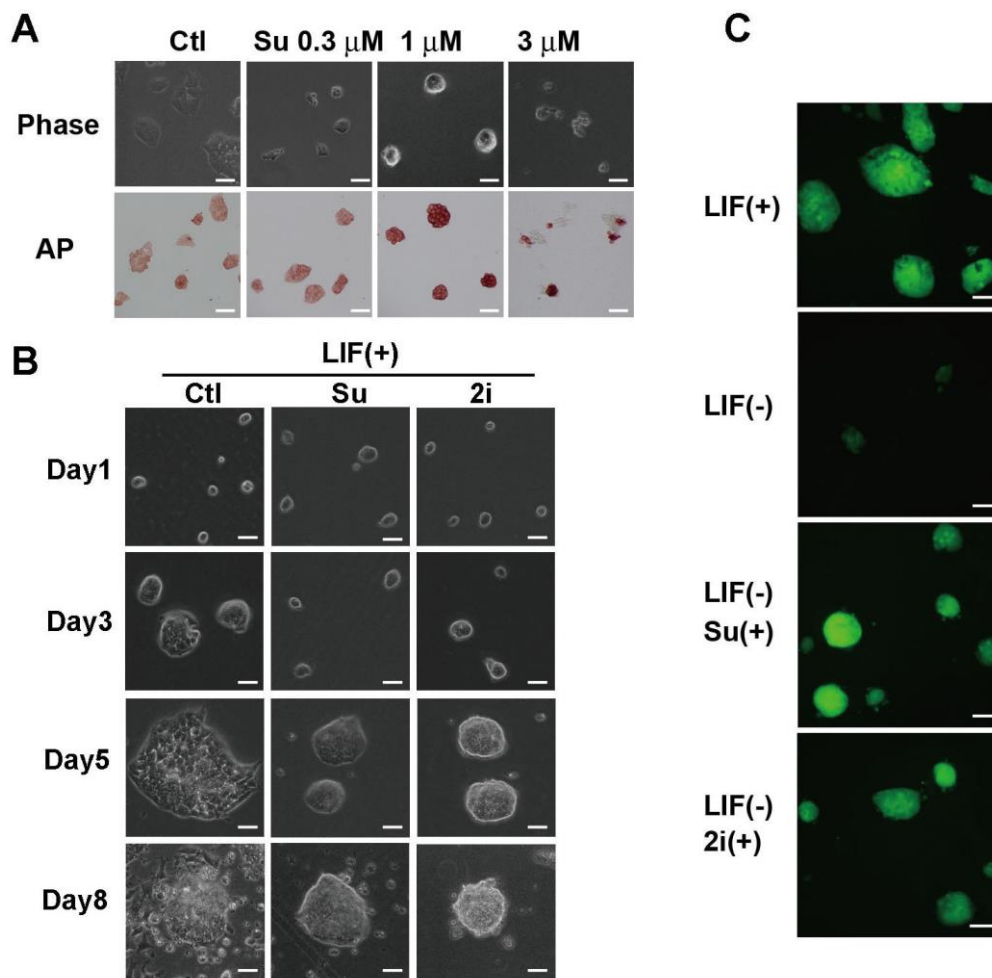 A
C
Ctl Su 0.3 μM 1 μM 3 μM
Phase
AP
B
LIF(+)
Ctl Su 2i
Day1
Day3
Day5
Day8
LIF(+)
LIF(-)
LIF(-)
Su(+)
LIF(-)
2i(+)